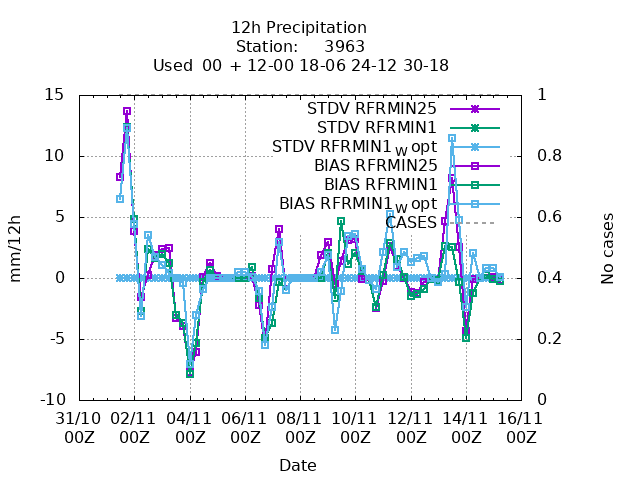 12h Precipitation
Station: 3963
Used 00 + 12-00 18-06 24-12 30-18
15 1
STDV RFRMIN25
STDV RFRMIN1
STDV RFRMIN1_W opt
BIAS RFRMIN25
BIAS RFRMIN1
BIAS RFRMIN1_W opt
CASES
10 0.8
5 0.6
0 0.4
-5 0.2
-10 0
mm/12h
No cases
31/10 02/11 04/11 06/11 08/11 10/11 12/11 14/11 16/11
00Z 00Z 00Z 00Z 00Z 00Z 00Z 00Z 00Z
Date